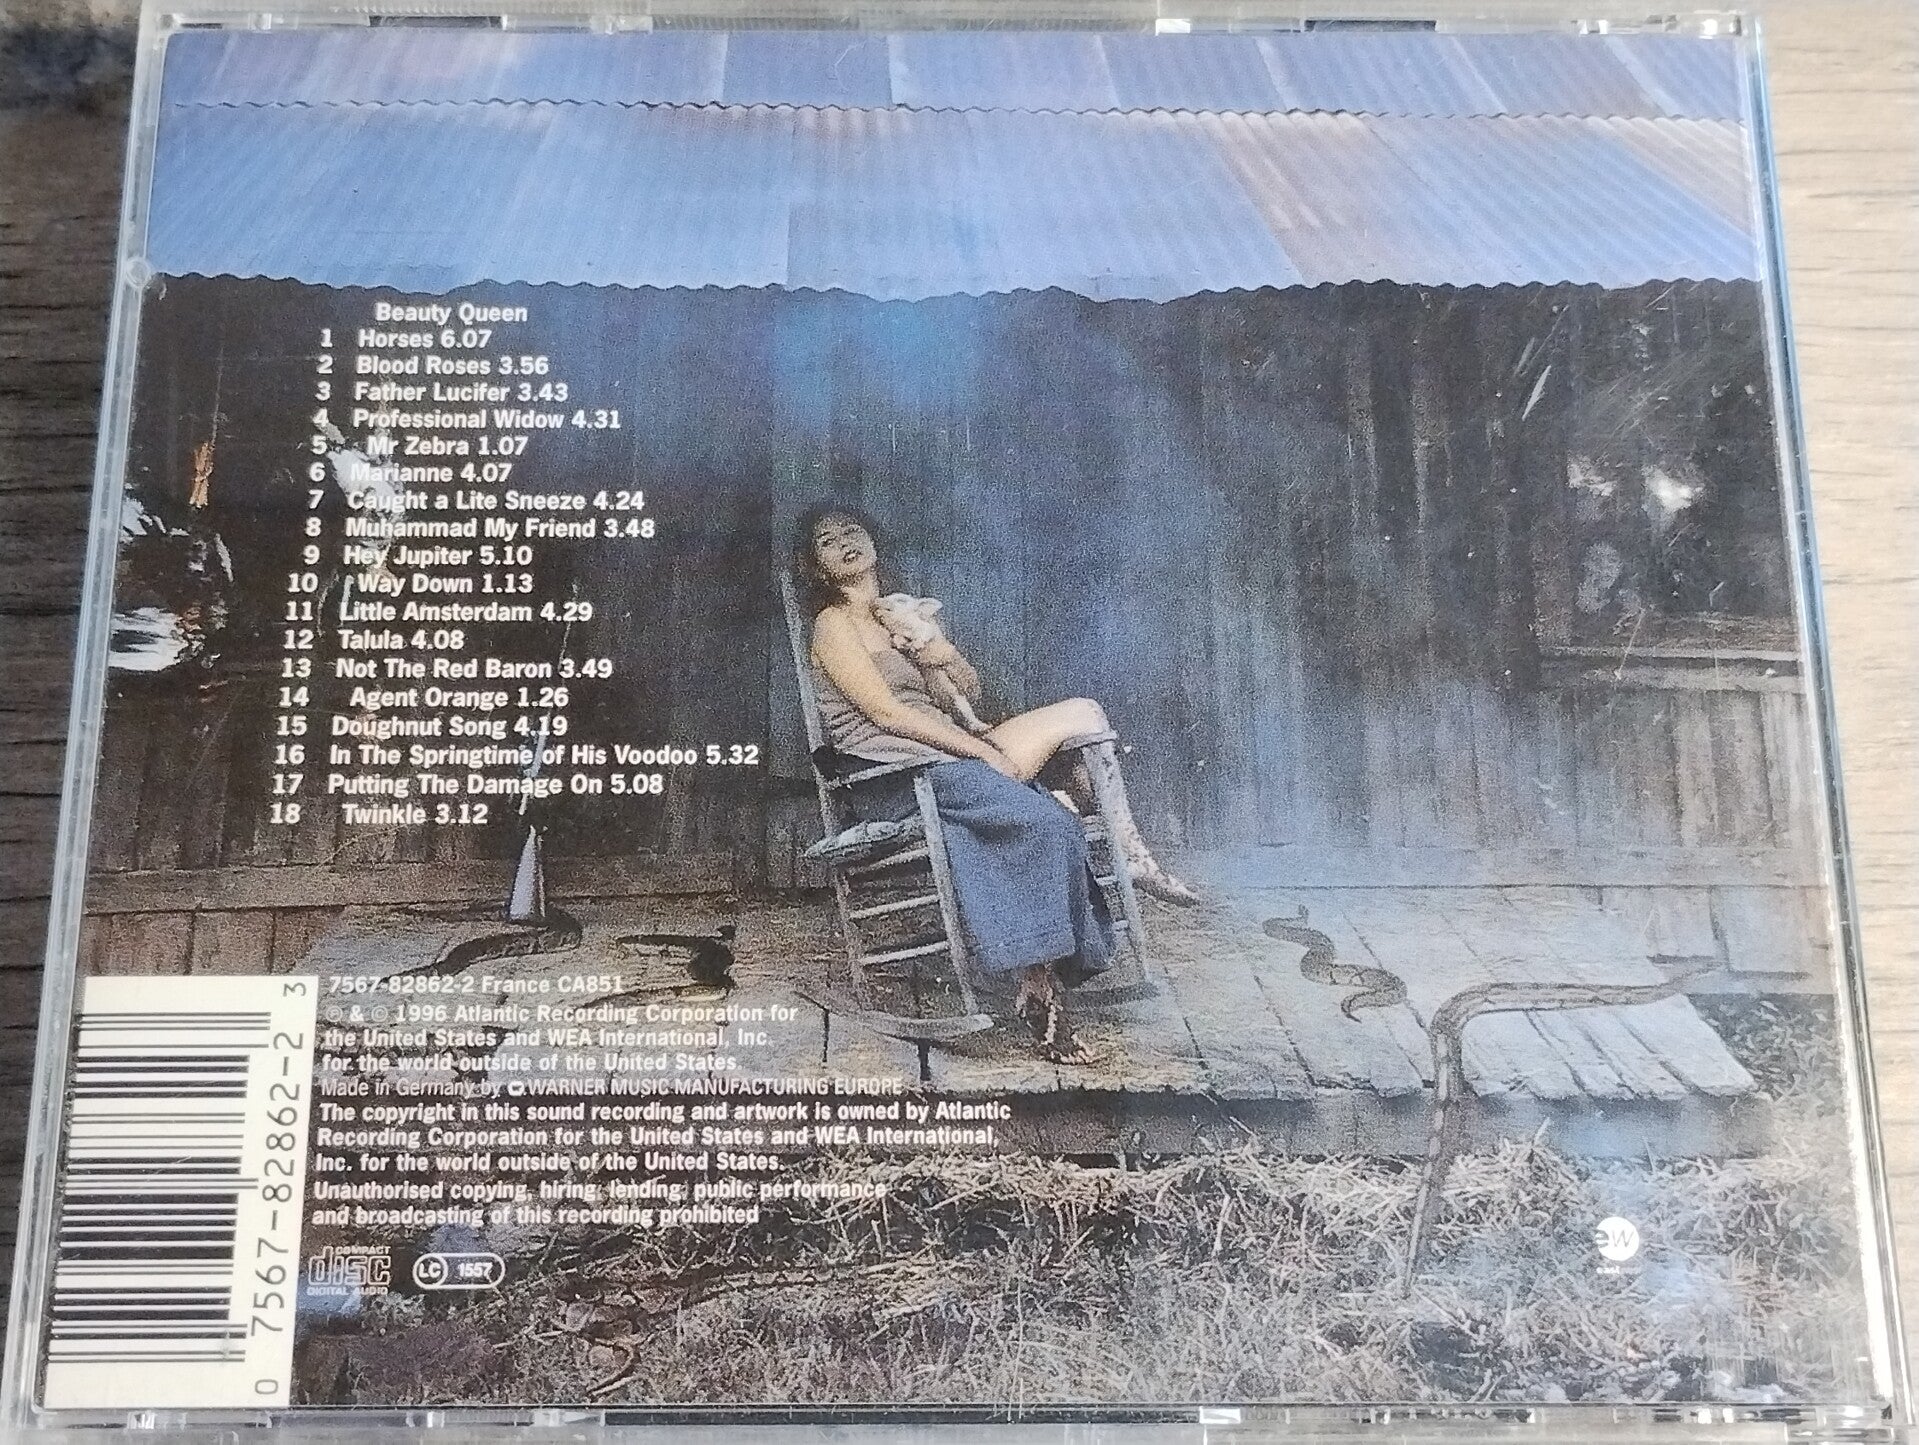 Beauty Queen
1 Horses 6.07
2 Blood Roses 3.56
3 Father Lucifer 3.43
4 Professional Widow 4.31
5 Mr Zebra 1.07
6 Marianne 4.07
7 Caught a Lite Sneeze 4.24
8 Muhammad My Friend 3.48
9 Hey Jupiter 5.10
10 Way Down 1.13
11 Little Amsterdam 4.29
12 Talula 4.08
13 Not The Red Baron 3.49
14 Agent Orange 1.26
15 Doughnut Song 4.19
16 In The Springtime of His Voodoo 5.32
17 Putting The Damage On 5.08
18 Twinkle 3.12
7567-82862-2 France CA851
℗ & © 1996 Atlantic Recording Corporation for
the United States and WEA International, Inc.
for the world outside of the United States.
Made in Germany by WARNER MUSIC MANUFACTURING EUROPE
The copyright in this sound recording and artwork is owned by Atlantic
Recording Corporation for the United States and WEA International,
Inc. for the world outside of the United States.
Unauthorised copying, hiring, lending, public performance
and broadcasting of this recording prohibited
COMPACT
disc
DIGITAL AUDIO
LC 1557
0 7567-82862-2 3
ew
east